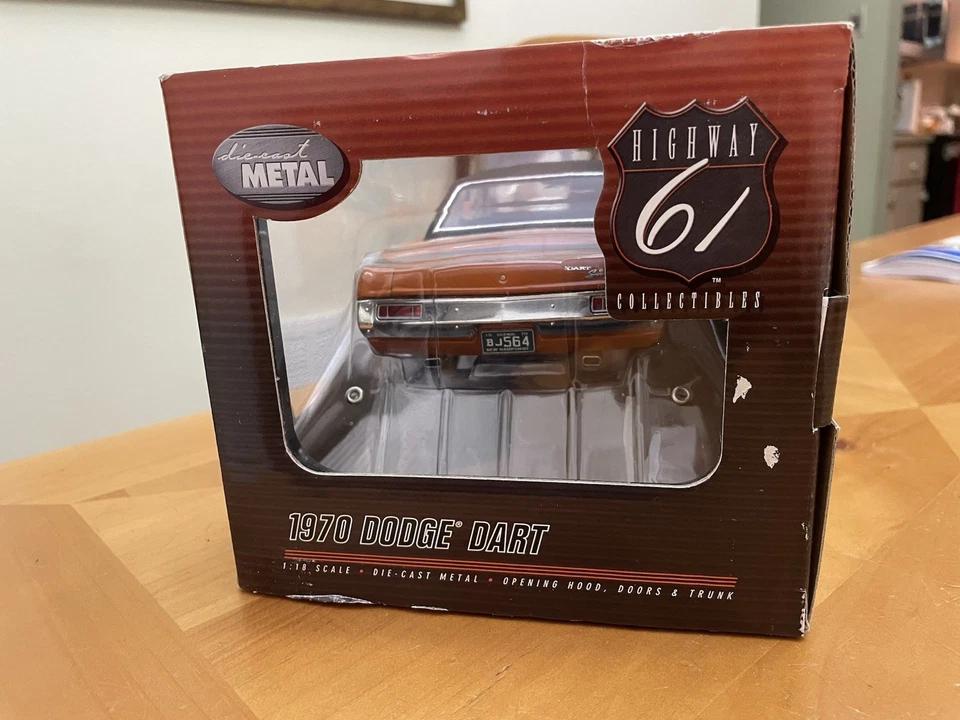 die-cast
METAL
HIGHWAY
61
™
COLLECTIBLES
DART
BJ564
1970 DODGE® DART
1:18 SCALE • DIE-CAST METAL • OPENING HOOD, DOORS & TRUNK